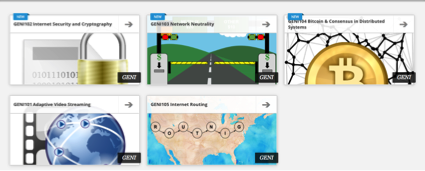 NEW
GENI102 Internet Security and Cryptography
01011101011
GENI
NEW
GENI103 Network Neutrality
$
$
GENI
NEW
GENI104 Bitcoin & Consensus in Distributed
Systems
B
GENI
GENI101 Adaptive Video Streaming
GENI
GENI105 Internet Routing
R O U T N I G
GENI